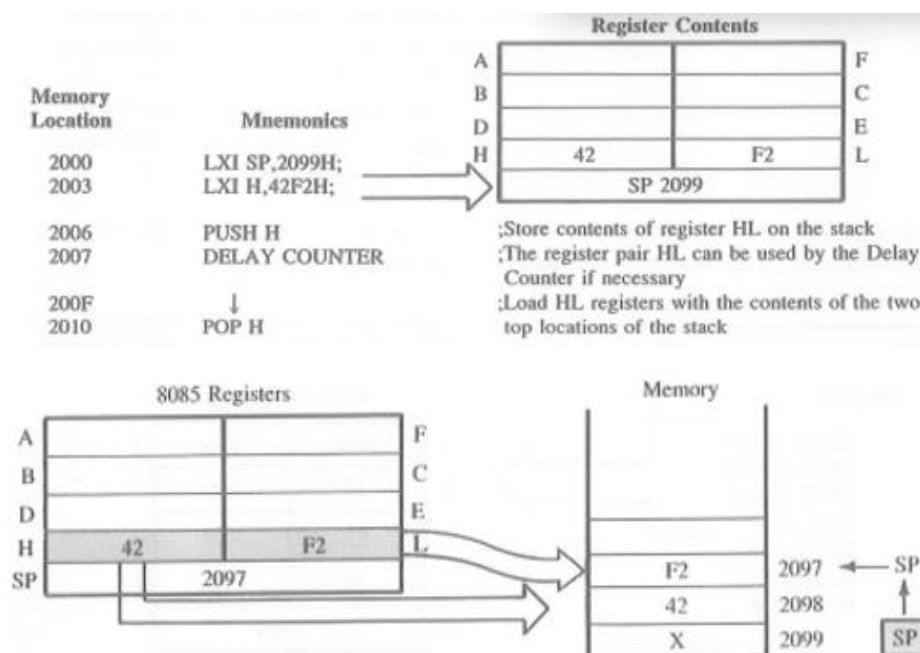 Register Contents
A F
B C
D E
H 42 F2 L
SP 2099
Memory
Location Mnemonics
2000 LXI SP,2099H;
2003 LXI H,42F2H;
2006 PUSH H
2007 DELAY COUNTER
200F ↓
2010 POP H
;Store contents of register HL on the stack
;The register pair HL can be used by the Delay
Counter if necessary
;Load HL registers with the contents of the two
top locations of the stack
8085 Registers
A F
B C
D E
H 42 F2 L
SP 2097
Memory
F2 2097 SP
42 2098
X 2099 SP